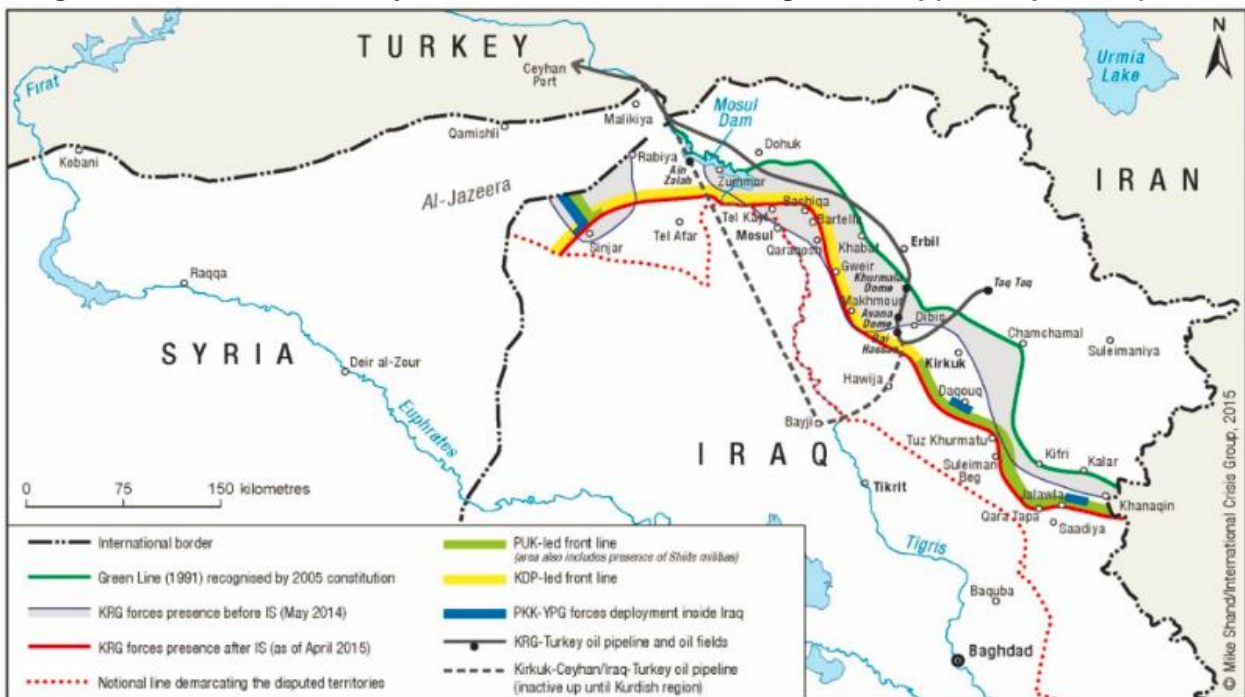 TURKEY
Ceyhan
Port
Urmia
Lake
N
Fırat
Mosul
Dam
Malikiya
Qamishli
Dohuk
Kobani
Rabiya
Ain
Zalah
Zummar
IRAN
Al-Jazeera
Bashiqa
Tel Kayf
Bartella
Sinjar
Tel Afar
Mosul
Qaraqosh
Khabat
Erbil
Gweir
Khurmala
Dome
Taq Taq
Raqqa
Makhmour
Avana
Dome
Dibis
Bai
Hassan
Chamchamal
Suleimaniya
SYRIA
Kirkuk
Deir al-Zour
Hawija
Daqouq
Euphrates
Bayji
Tuz Khurmatu
IRAQ
Suleiman
Beg
Kifri
Kalar
0 75 150 kilometres
Tikrit
Jalawla
Khanaqin
Qara Tapa
Saadiya
Tigris
Baquba
Baghdad
International border
Green Line (1991) recognised by 2005 constitution
KRG forces presence before IS (May 2014)
KRG forces presence after IS (as of April 2015)
Notional line demarcating the disputed territories
PUK-led front line
(area also includes presence of Shiite militias)
KDP-led front line
PKK-YPG forces deployment inside Iraq
KRG-Turkey oil pipeline and oil fields
Kirkuk-Ceyhan/Iraq-Turkey oil pipeline
(inactive up until Kurdish region)
© Mike Shand/International Crisis Group, 2015